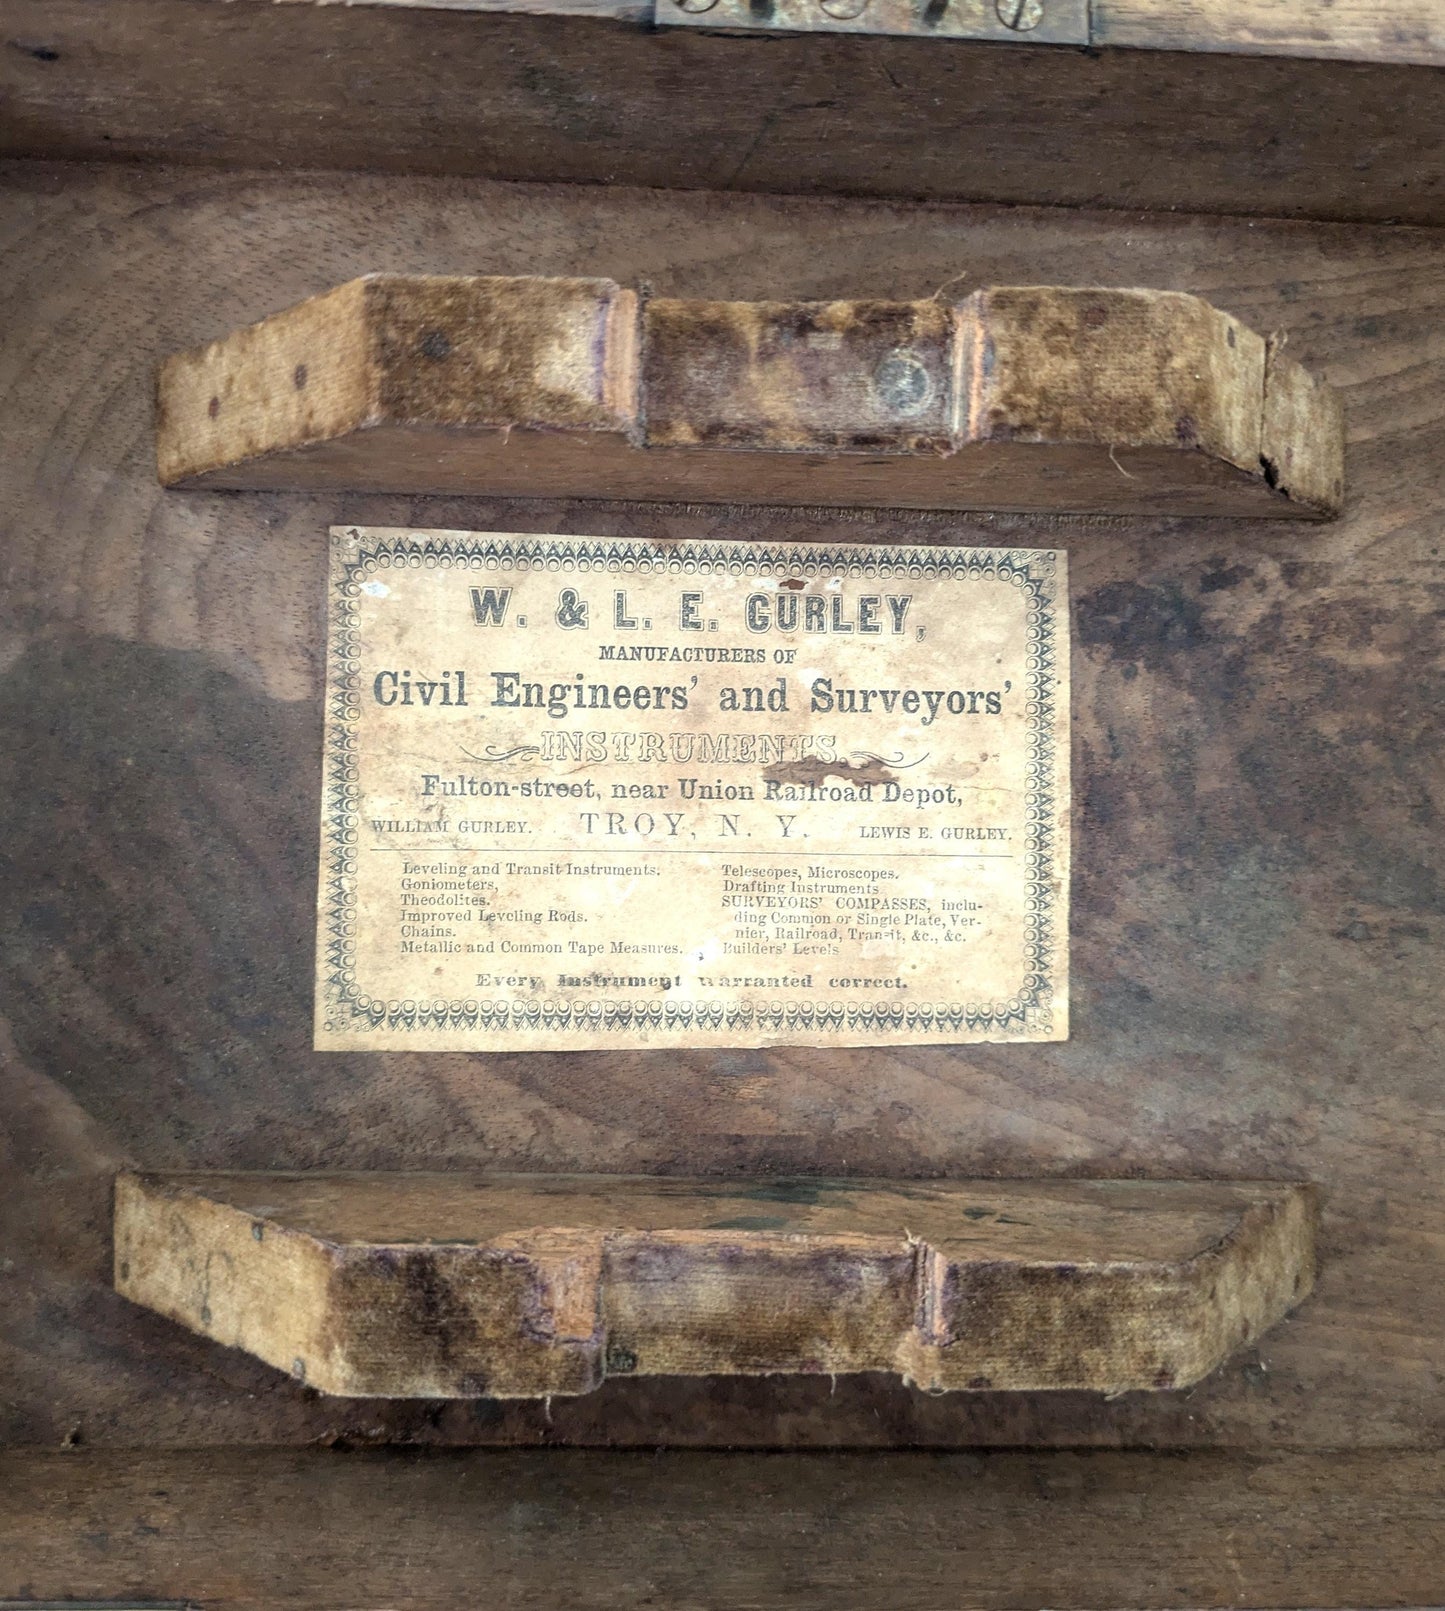 W. & L. E. GURLEY,
MANUFACTURERS OF
Civil Engineers' and Surveyors'
INSTRUMENTS.
Fulton-street, near Union Railroad Depot,
WILLIAM GURLEY. TROY, N. Y. LEWIS E. GURLEY.
Leveling and Transit Instruments.
Goniometers,
Theodolites.
Improved Leveling Rods.
Chains.
Metallic and Common Tape Measures.
Telescopes, Microscopes.
Drafting Instruments
SURVEYORS' COMPASSES, inclu-
ding Common or Single Plate, Ver-
nier, Railroad, Transit, &c., &c.
Builders' Levels
Every Instrument warranted correct.